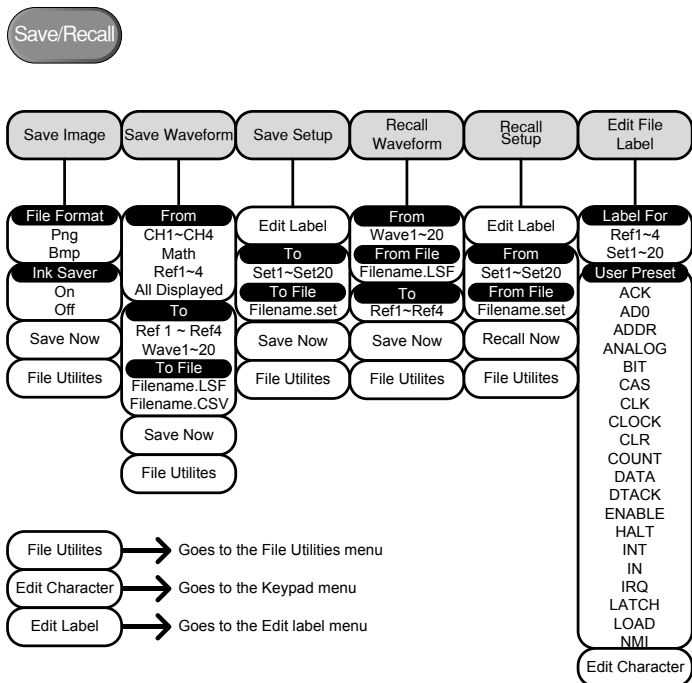 Save/Recall
Save Image
Save Waveform
Save Setup
Recall
Waveform
Recall
Setup
Edit File
Label
File Format
Png
Bmp
Ink Saver
On
Off
Save Now
File Utilites
From
CH1~CH4
Math
Ref1~4
All Displayed
To
Ref 1 ~ Ref4
Wave1~20
To File
Filename.LSF
Filename.CSV
Save Now
File Utilites
Edit Label
To
Set1~Set20
To File
Filename.set
Save Now
File Utilites
From
Wave1~20
From File
Filename.LSF
To
Ref1~Ref4
Save Now
File Utilites
Edit Label
From
Set1~Set20
From File
Filename.set
Recall Now
File Utilites
Label For
Ref1~4
Set1~20
User Preset
ACK
AD0
ADDR
ANALOG
BIT
CAS
CLK
CLOCK
CLR
COUNT
DATA
DTACK
ENABLE
HALT
INT
IN
IRQ
LATCH
LOAD
NMI
Edit Character
File Utilites
Goes to the File Utilities menu
Edit Character
Goes to the Keypad menu
Edit Label
Goes to the Edit label menu